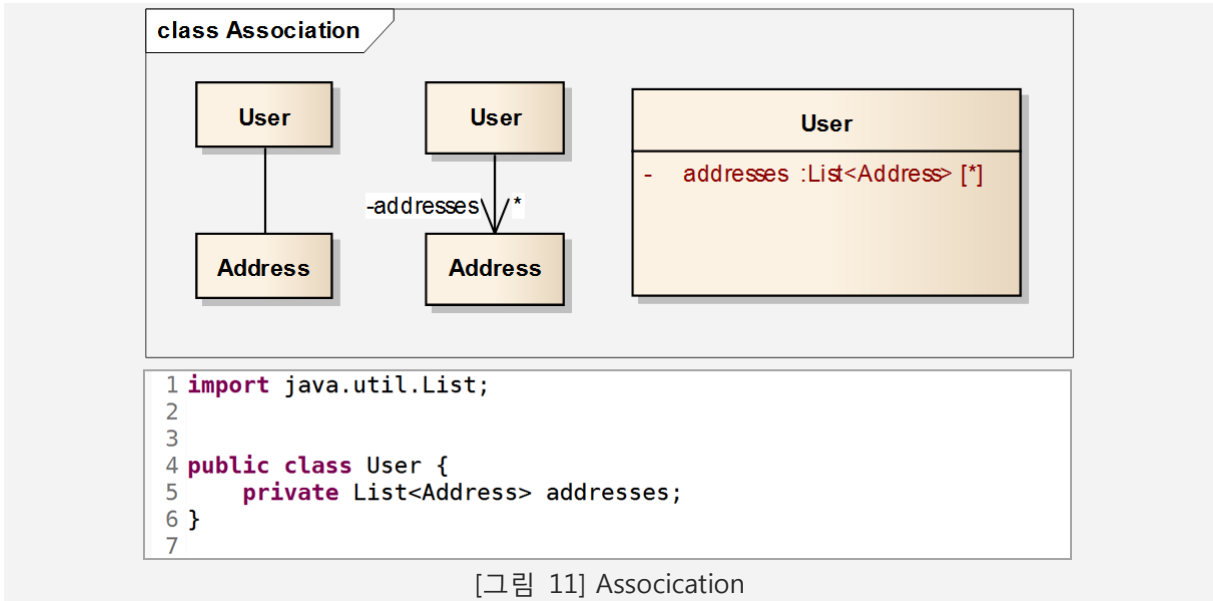 class Association
User
Address
User
-addresses *
Address
User
- addresses :List<Address> [*]
1 import java.util.List;
2
3
4 public class User {
5 private List<Address> addresses;
6 }
7
[그림 11] Assocication